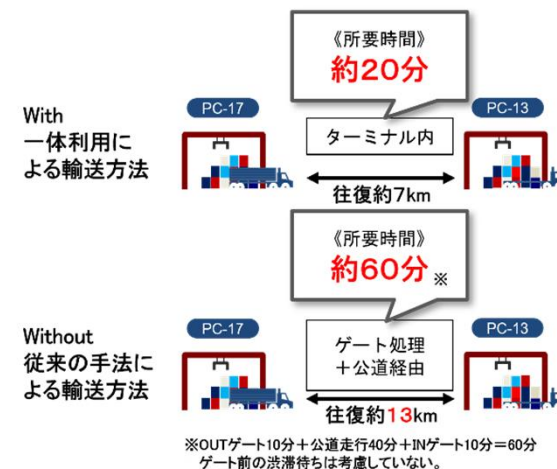 《所要時間》
約20分
With
一体利用に
よる輸送方法
PC-17
ターミナル内
PC-13
往復約7km
《所要時間》
約60分※
Without
従来の手法に
よる輸送方法
PC-17
ゲート処理
+公道経由
PC-13
往復約13km
※OUTゲート10分+公道走行40分+INゲート10分=60分
ゲート前の渋滞待ちは考慮していない。